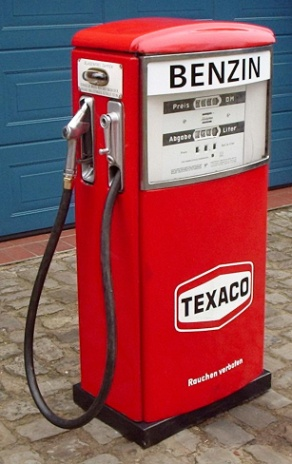 BENZIN
Preis DM
Abgabe Liter
TEXACO
Rauchen verboten